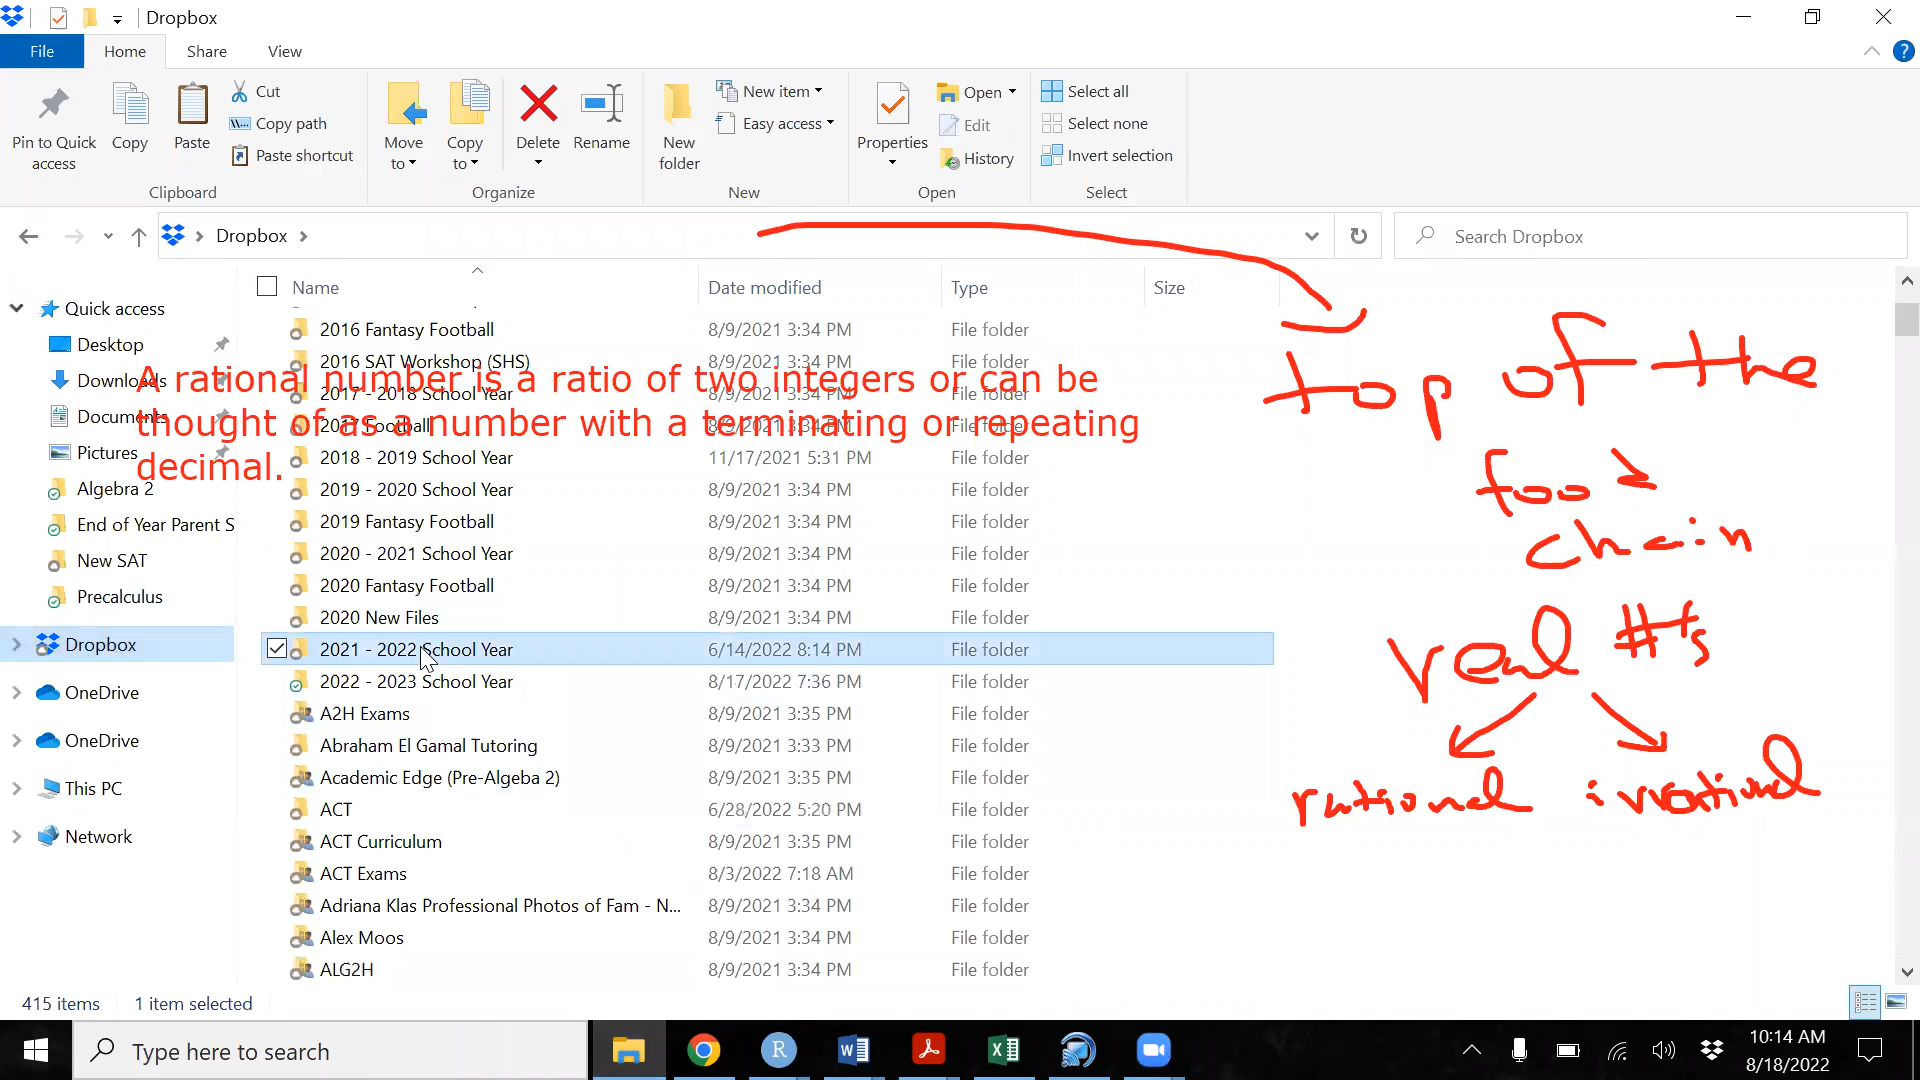 Dropbox
File Home Share View
Pin to Quick access
Copy
Paste
Cut
Copy path
Paste shortcut
Clipboard
Move to
Copy to
Delete
Rename
Organize
New folder
New item
Easy access
New
Properties
Open
Edit
History
Open
Select all
Select none
Invert selection
Select
Dropbox
Search Dropbox
Quick access
Desktop
Downloads
Documents
Pictures
Algebra 2
End of Year Parent S
New SAT
Precalculus
Dropbox
OneDrive
OneDrive
This PC
Network
Name Date modified Type Size
2016 Fantasy Football 8/9/2021 3:34 PM File folder
2016 SAT Workshop (SHS) 8/9/2021 3:34 PM File folder
2017 - 2018 School Year 8/9/2021 3:34 PM File folder
2017 Football 8/9/2021 3:34 PM File folder
2018 - 2019 School Year 11/17/2021 5:31 PM File folder
2019 - 2020 School Year 8/9/2021 3:34 PM File folder
2019 Fantasy Football 8/9/2021 3:34 PM File folder
2020 - 2021 School Year 8/9/2021 3:34 PM File folder
2020 Fantasy Football 8/9/2021 3:34 PM File folder
2020 New Files 8/9/2021 3:34 PM File folder
2021 - 2022 School Year 6/14/2022 8:14 PM File folder
2022 - 2023 School Year 8/17/2022 7:36 PM File folder
A2H Exams 8/9/2021 3:35 PM File folder
Abraham El Gamal Tutoring 8/9/2021 3:33 PM File folder
Academic Edge (Pre-Algeba 2) 8/9/2021 3:35 PM File folder
ACT 6/28/2022 5:20 PM File folder
ACT Curriculum 8/9/2021 3:35 PM File folder
ACT Exams 8/3/2022 7:18 AM File folder
Adriana Klas Professional Photos of Fam - N... 8/9/2021 3:34 PM File folder
Alex Moos 8/9/2021 3:34 PM File folder
ALG2H 8/9/2021 3:34 PM File folder
A rational number is a ratio of two integers or can be
thought of as a number with a terminating or repeating
decimal.
top of the
food
chain
real #'s
rational irrational
415 items 1 item selected
Type here to search
10:14 AM
8/18/2022